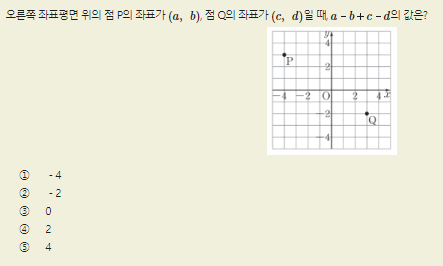 오른쪽 좌표평면 위의 점 P의 좌표가 (a, b), 점 Q의 좌표가 (c, d)일 때, a - b + c - d의 값은?
y
4
P
2
-4 -2 O 2 4 x
-2
Q
-4
① -4
② -2
③ 0
④ 2
⑤ 4